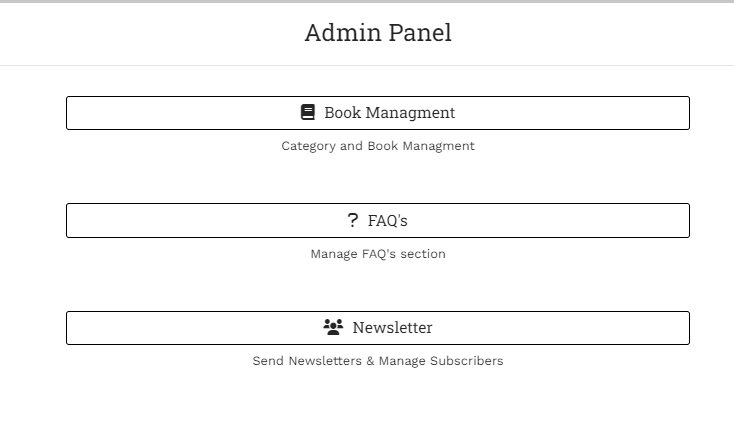 Admin Panel
Book Managment
Category and Book Managment
? FAQ's
Manage FAQ's section
Newsletter
Send Newsletters & Manage Subscribers